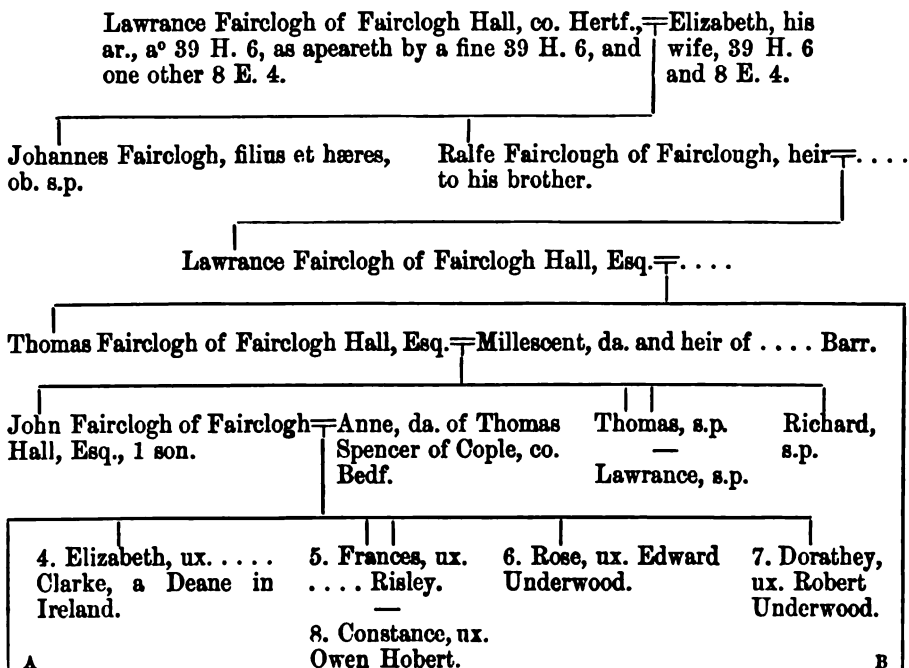 Lawrance Fairclogh of Fairclogh Hall, co. Hertf.,
ar., aº 39 H. 6, as apeareth by a fine 39 H. 6, and
one other 8 E. 4.
Elizabeth, his
wife, 39 H. 6
and 8 E. 4.
Johannes Fairclogh, filius et hæres,
ob. s.p.
Ralfe Fairclough of Fairclough, heir
to his brother.
. . . .
Lawrance Fairclogh of Fairclogh Hall, Esq.
. . . .
Thomas Fairclogh of Fairclogh Hall, Esq.
Millescent, da. and heir of . . . . Barr.
John Fairclogh of Fairclogh
Hall, Esq., 1 son.
Anne, da. of Thomas
Spencer of Cople, co.
Bedf.
Thomas, s.p.
—
Lawrance, s.p.
Richard,
s.p.
4. Elizabeth, ux. . . . .
Clarke, a Deane in
Ireland.
5. Frances, ux.
. . . . Risley.
—
8. Constance, ux.
Owen Hobert.
6. Rose, ux. Edward
Underwood.
7. Dorathey,
ux. Robert
Underwood.
A
B